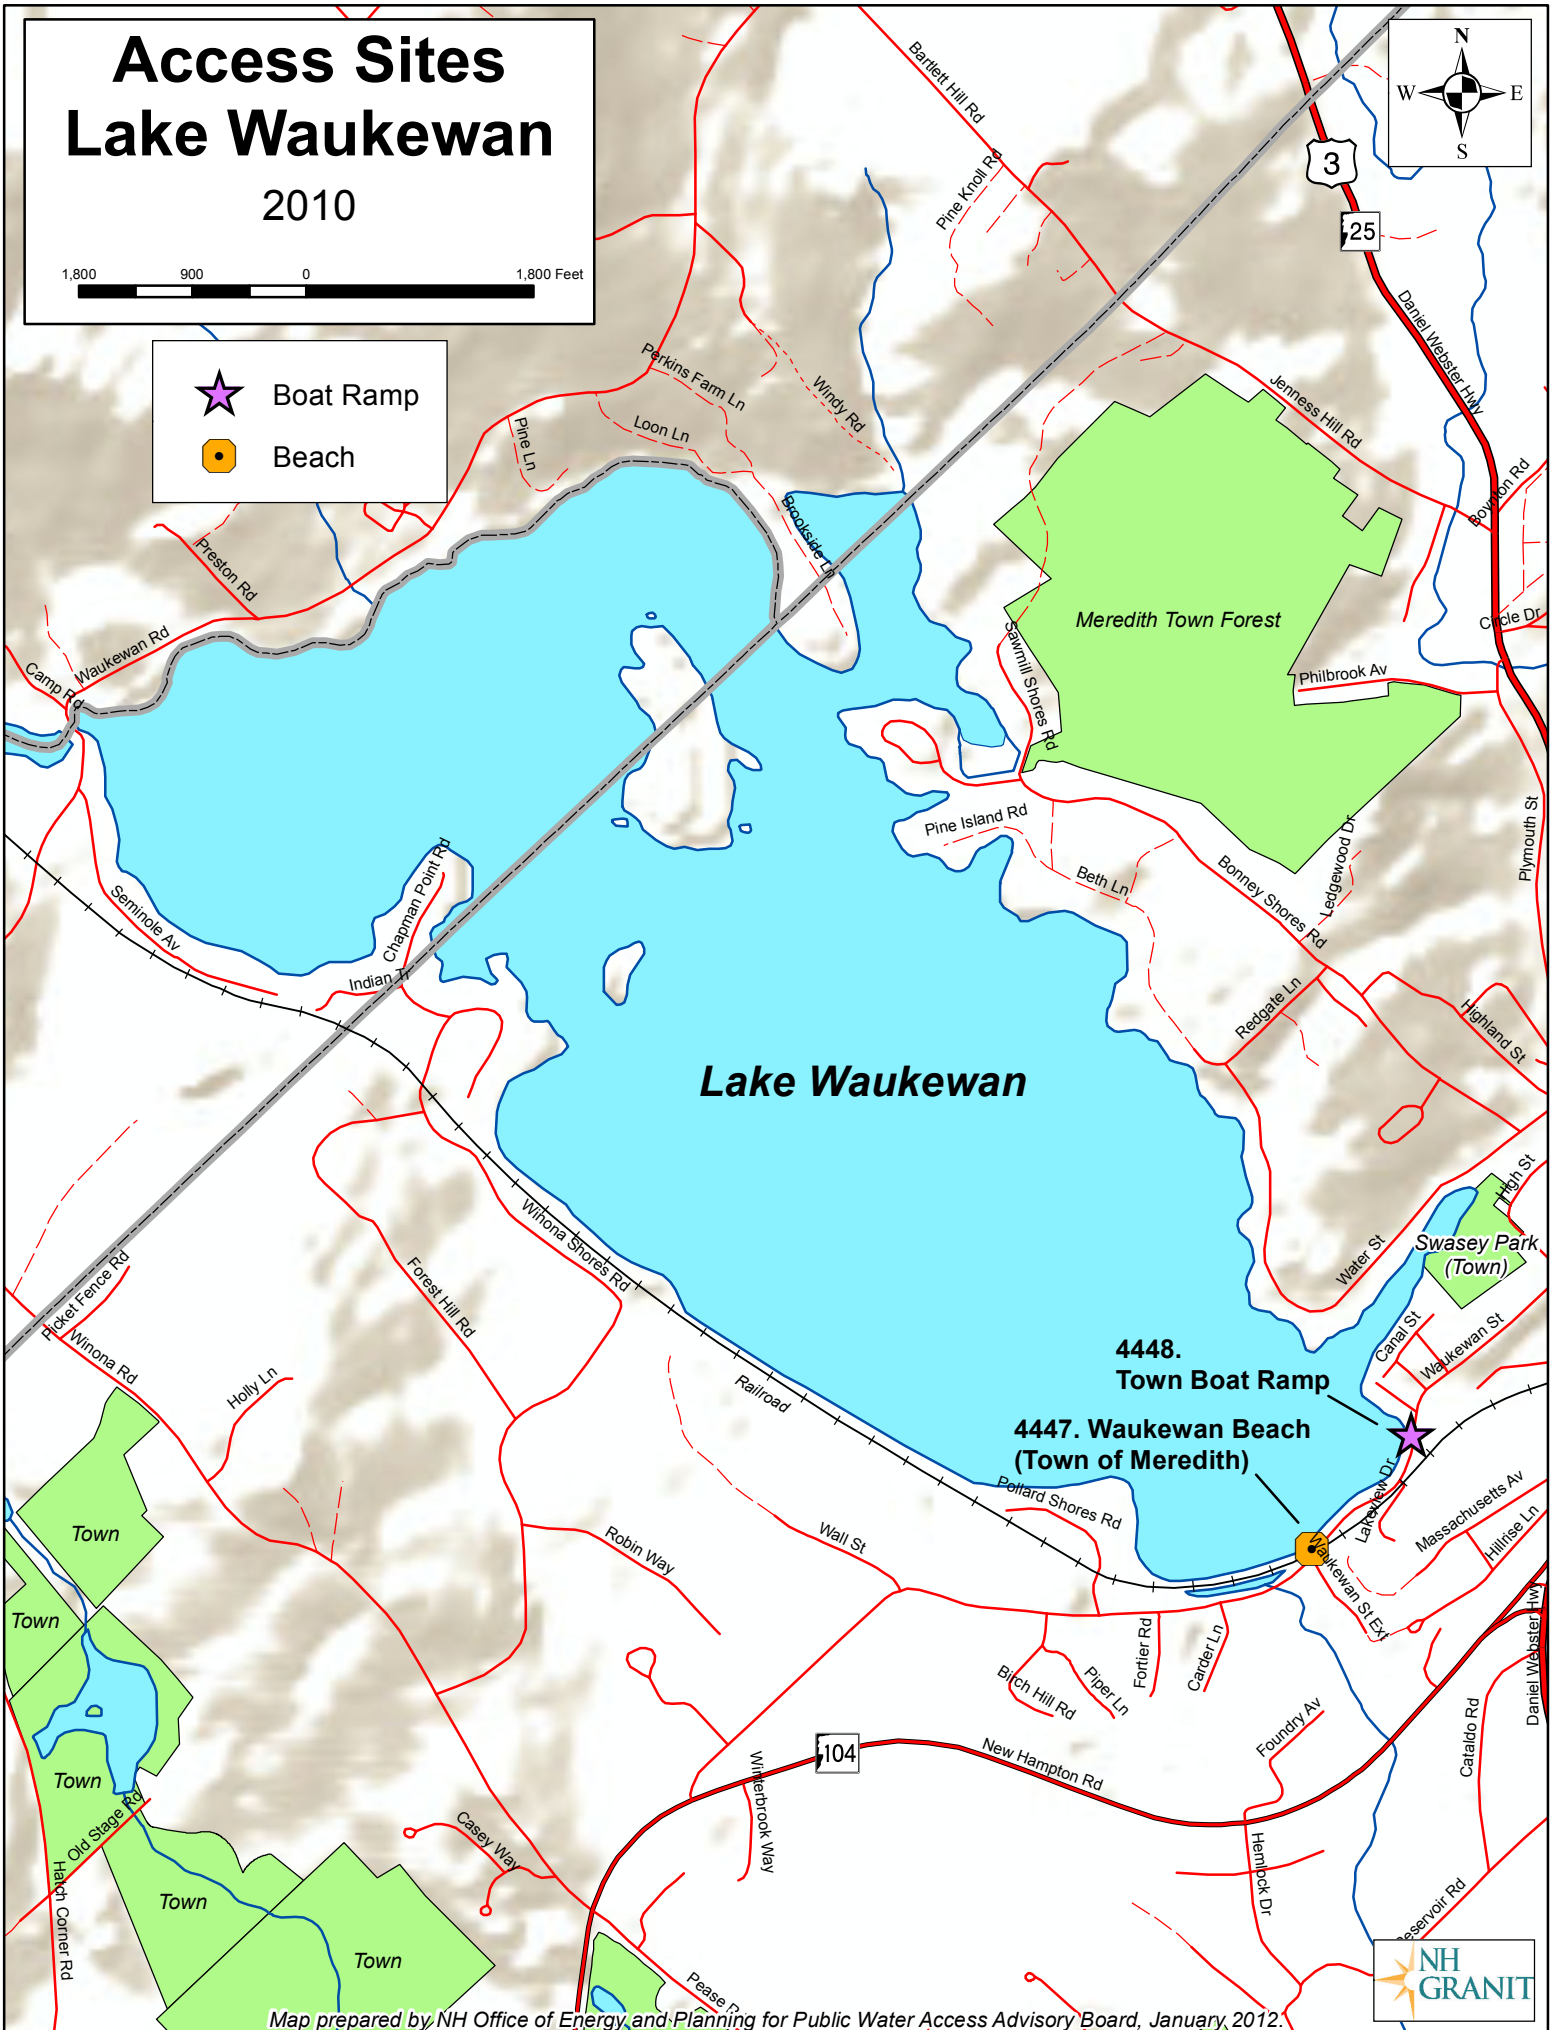 Access Sites
Lake Waukewan
2010
1,800 900 0 1,800 Feet
Boat Ramp
Beach
N
W E
S
3
25
Bartlett Hill Rd
Pine Knoll Rd
Daniel Webster Hwy
Perkins Farm Ln
Windy Rd
Loon Ln
Pine Ln
Jenness Hill Rd
Boynton Rd
Brookside Ln
Preston Rd
Waukewan Rd
Camp Rd
Meredith Town Forest
Circle Dr
Philbrook Av
Sawmill Shores Rd
Pine Island Rd
Plymouth St
Ledgewood Dr
Beth Ln
Bonney Shores Rd
Chapman Point Rd
Seminole Av
Indian Tr
Redgate Ln
Highland St
Lake Waukewan
High St
Swasey Park
(Town)
Water St
Winona Shores Rd
Forest Hill Rd
Picket Fence Rd
Winona Rd
Holly Ln
Canal St
Waukewan St
4448.
Town Boat Ramp
Railroad
4447. Waukewan Beach
(Town of Meredith)
Lakeview Dr
Pollard Shores Rd
Massachusetts Av
Hillrise Ln
Wall St
Robin Way
Town
Town
Waukewan St Ext
Fortier Rd
Carder Ln
Birch Hill Rd
Piper Ln
Daniel Webster Hwy
Cataldo Rd
Foundry Av
104
New Hampton Rd
Winterbrook Way
Town
Old Stage Rd
Casey Way
Hemlock Dr
Hatch Corner Rd
Town
Town
Reservoir Rd
Pease Rd
NH
GRANIT
Map prepared by NH Office of Energy and Planning for Public Water Access Advisory Board, January, 2012.